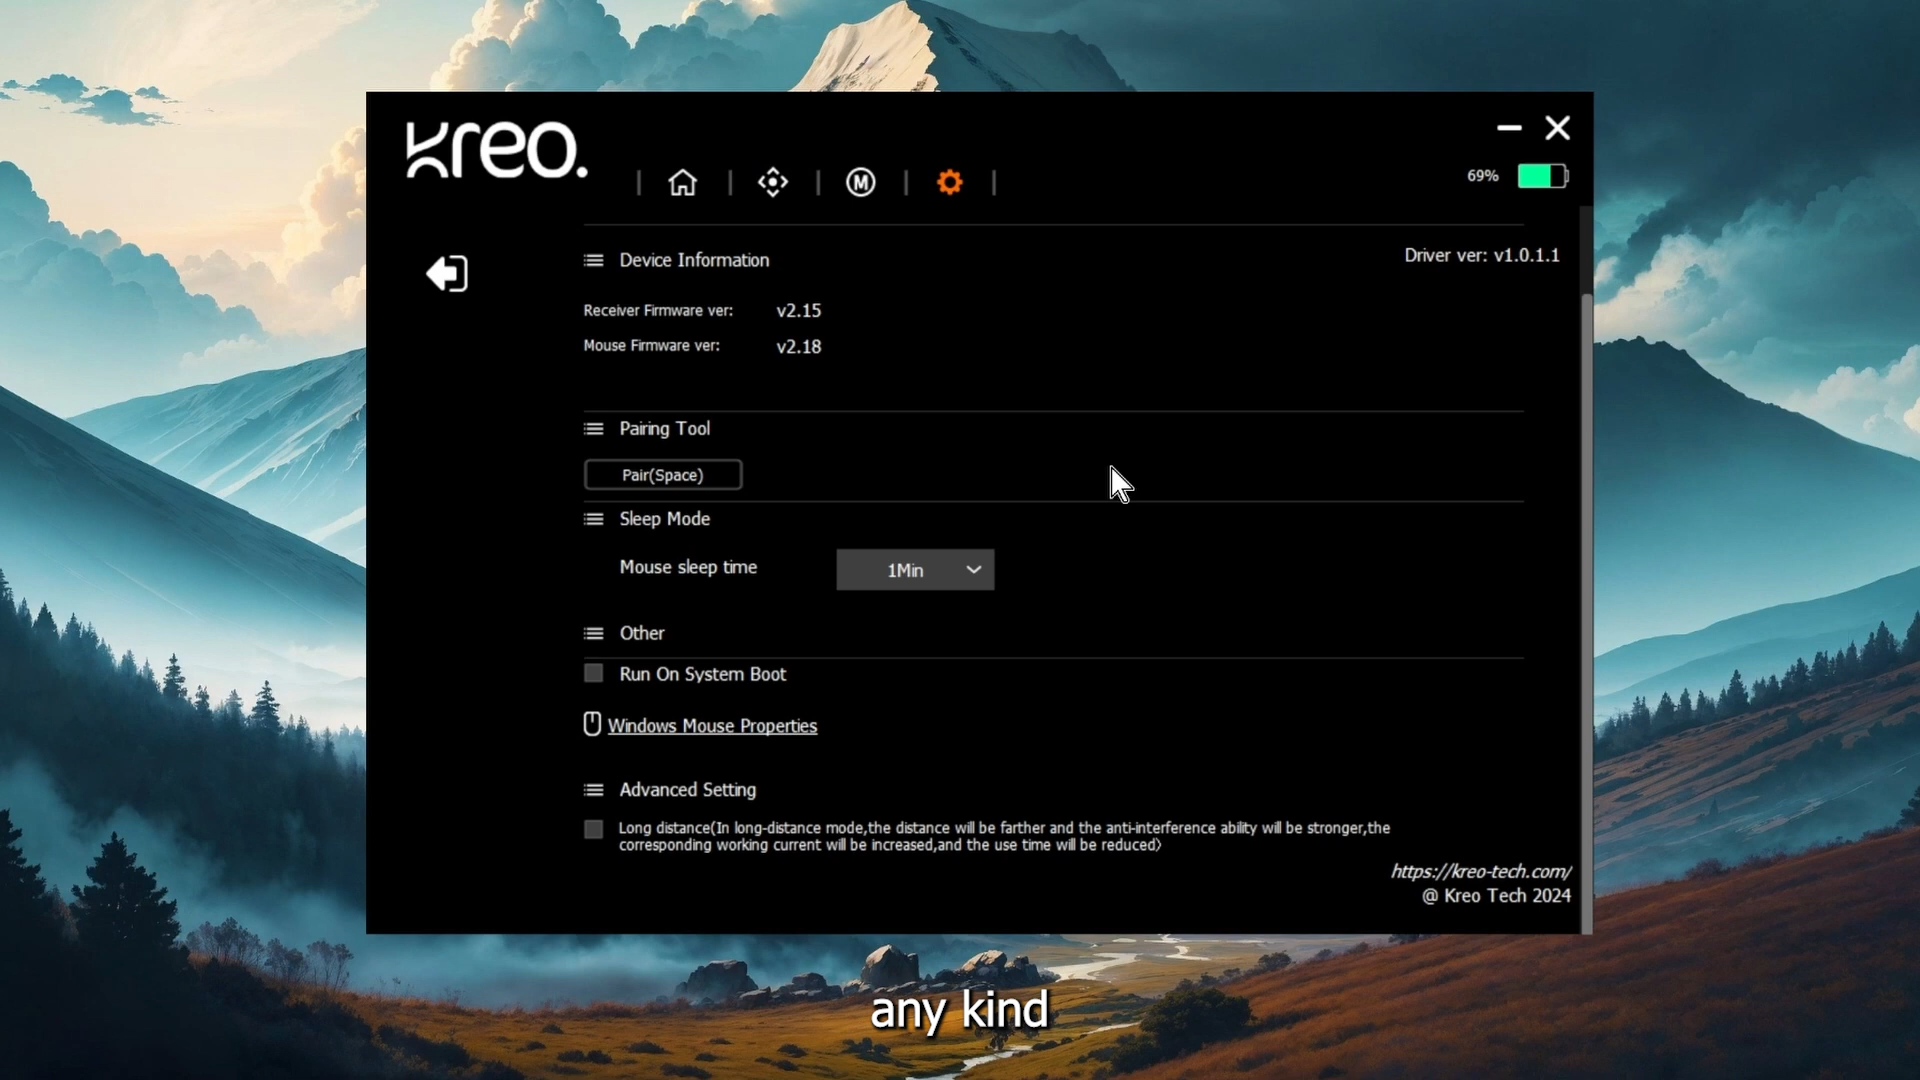 kreo.
M
69%
Device Information
Driver ver: v1.0.1.1
Receiver Firmware ver: v2.15
Mouse Firmware ver: v2.18
Pairing Tool
Pair(Space)
Sleep Mode
Mouse sleep time 1Min
Other
Run On System Boot
Windows Mouse Properties
Advanced Setting
Long distance(In long-distance mode,the distance will be farther and the anti-interference ability will be stronger,the
corresponding working current will be increased,and the use time will be reduced)
https://kreo-tech.com/
@ Kreo Tech 2024
any kind